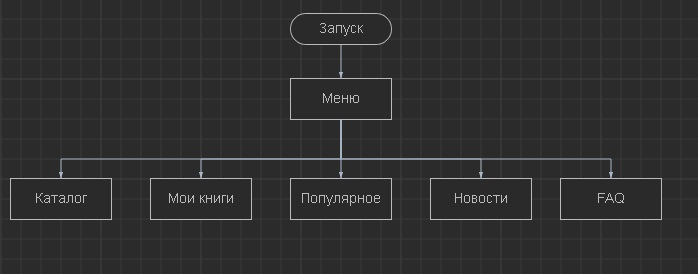 Запуск
Меню
Каталог
Мои книги
Популярное
Новости
FAQ